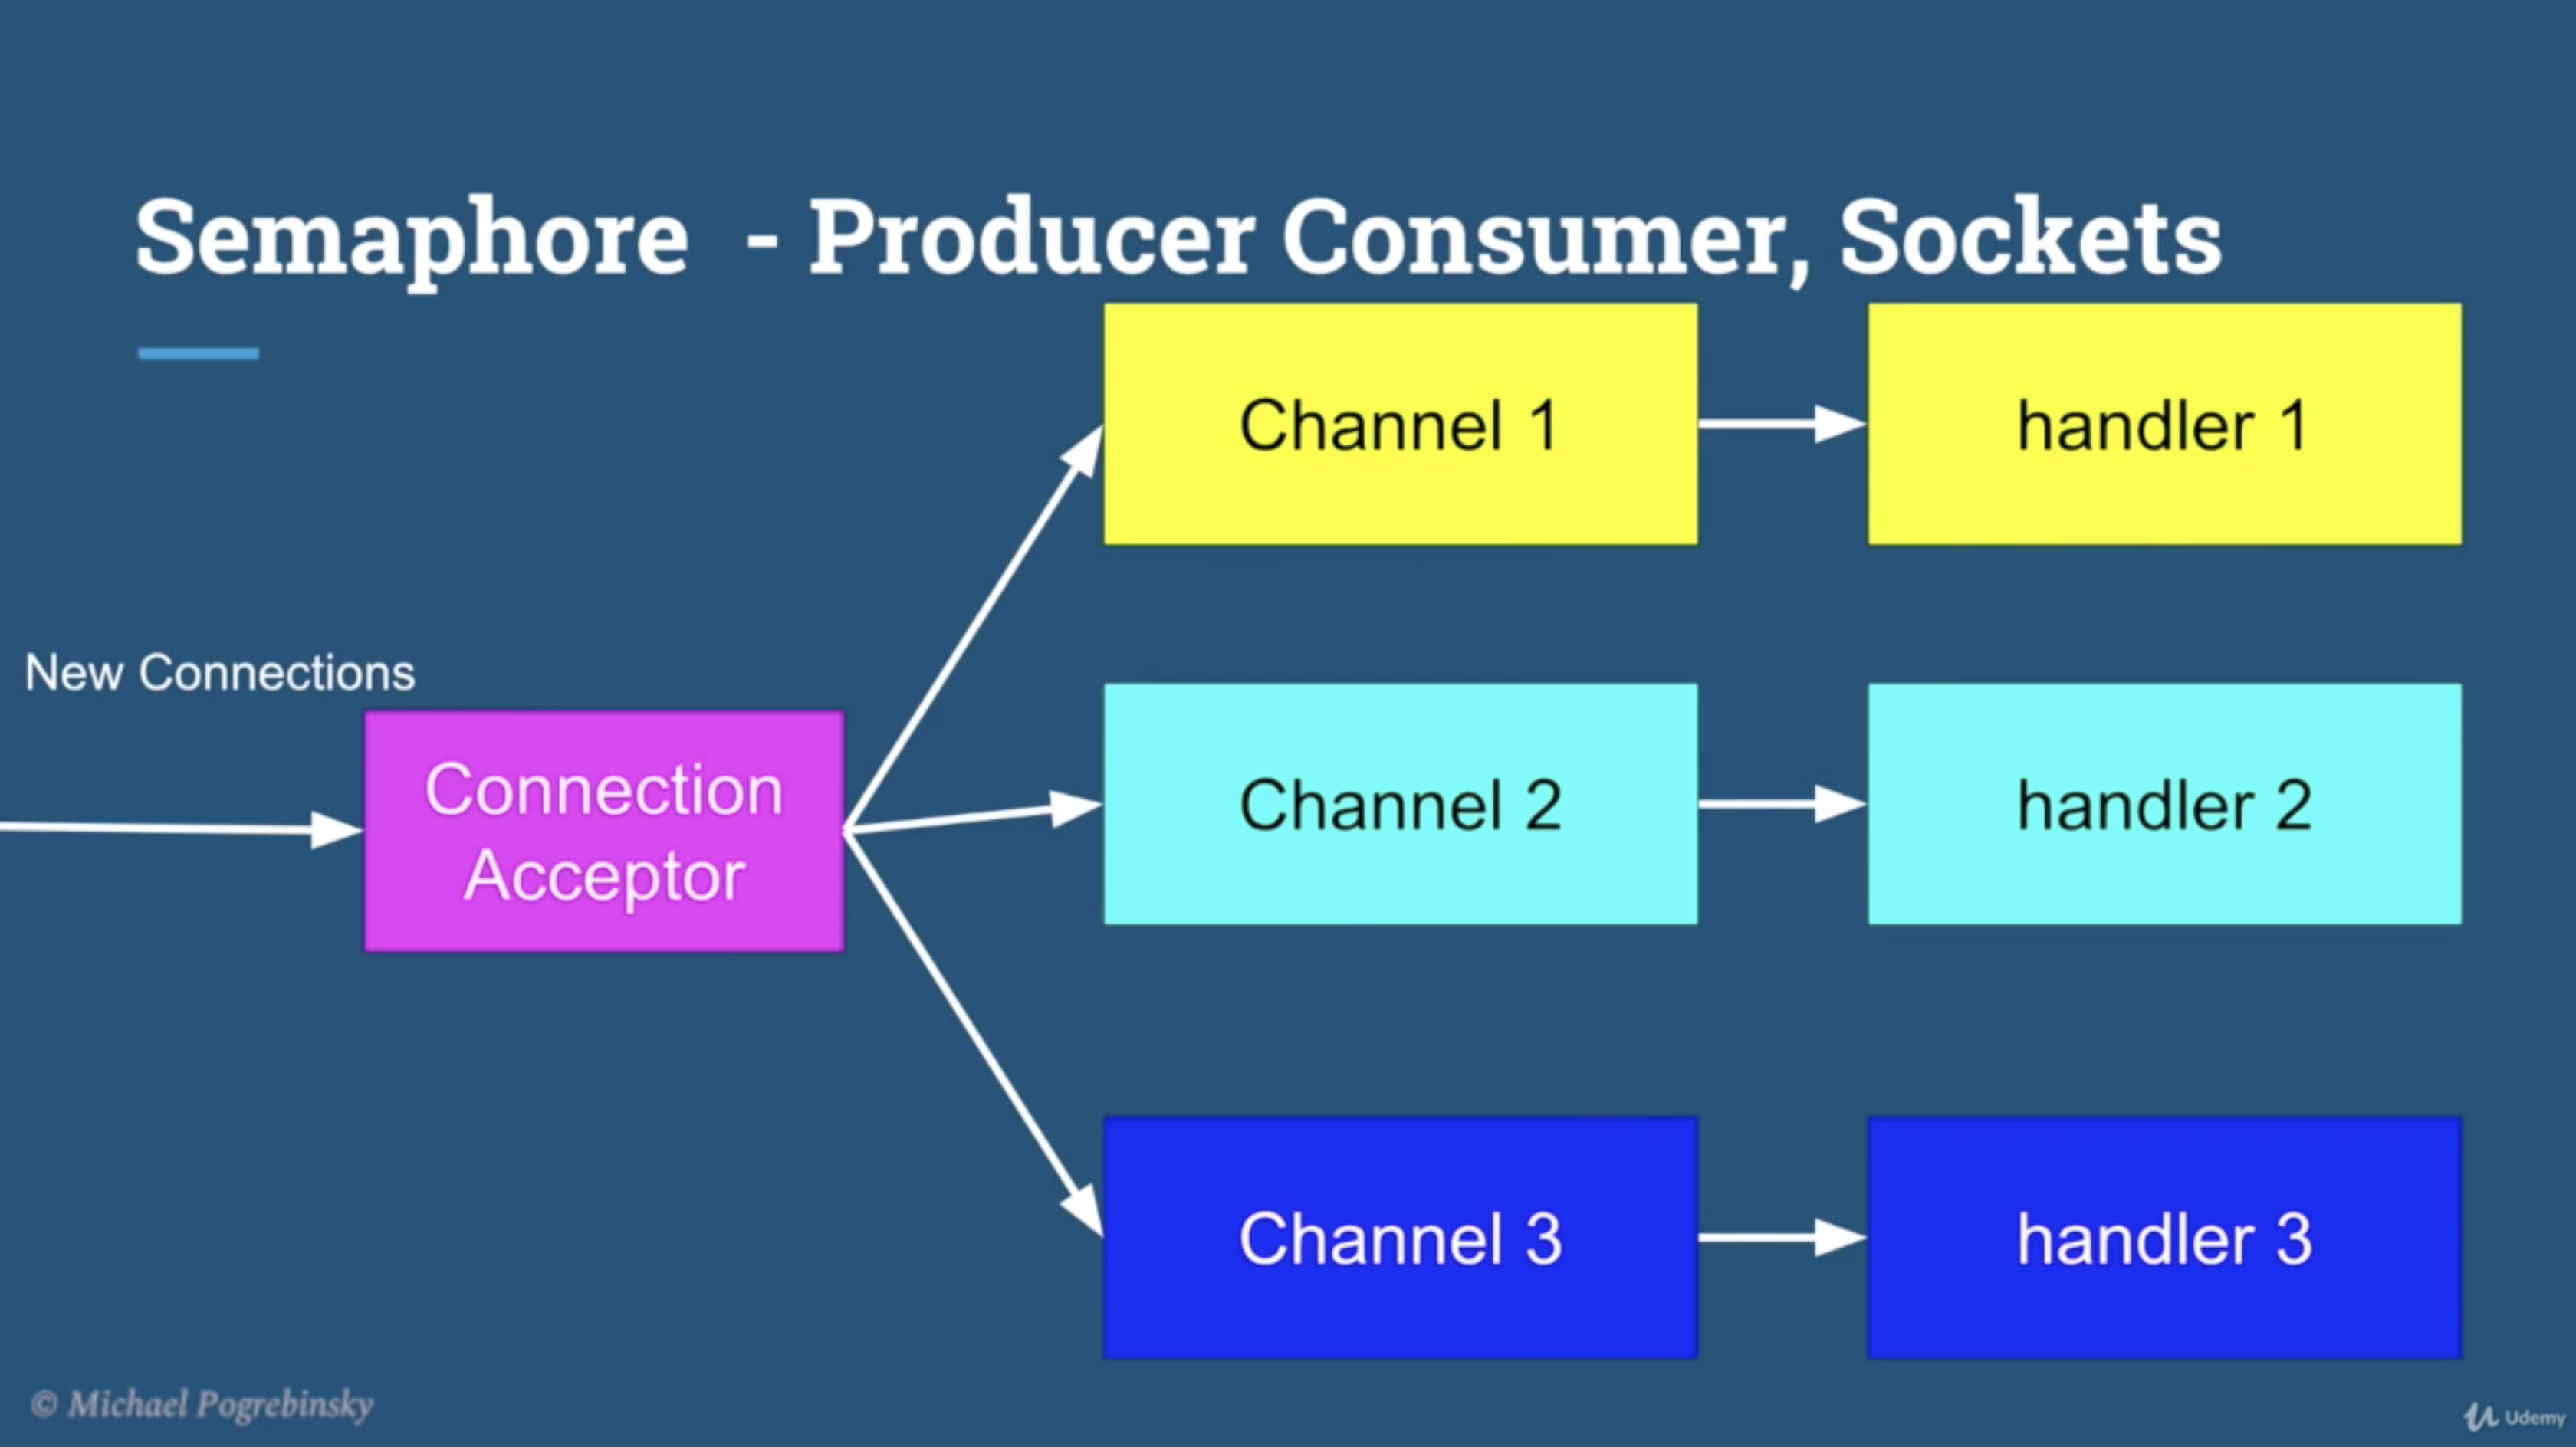 Semaphore - Producer Consumer, Sockets
Channel 1
handler 1
New Connections
Connection
Acceptor
Channel 2
handler 2
Channel 3
handler 3
© Michael Pogrebinsky
Udemy